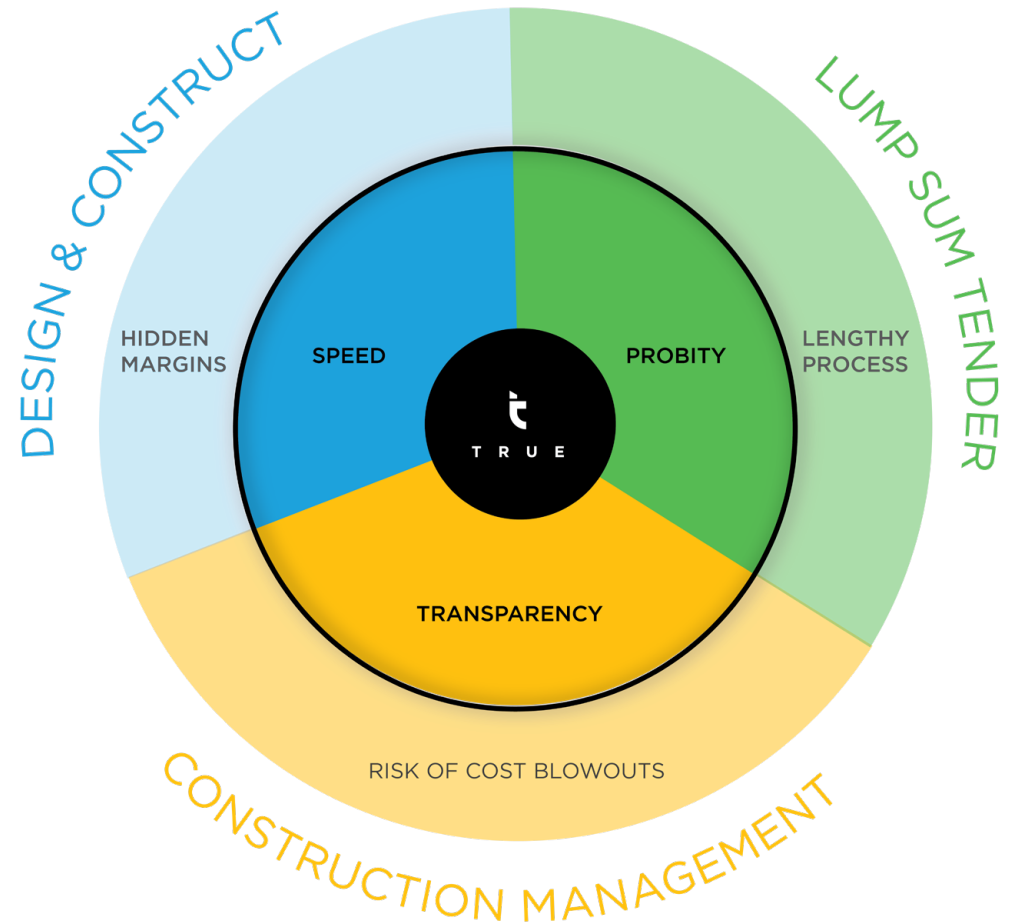 DESIGN & CONSTRUCT
LUMP SUM TENDER
HIDDEN
MARGINS
SPEED
PROBITY
LENGTHY
PROCESS
t
TRUE
TRANSPARENCY
RISK OF COST BLOWOUTS
CONSTRUCTION MANAGEMENT